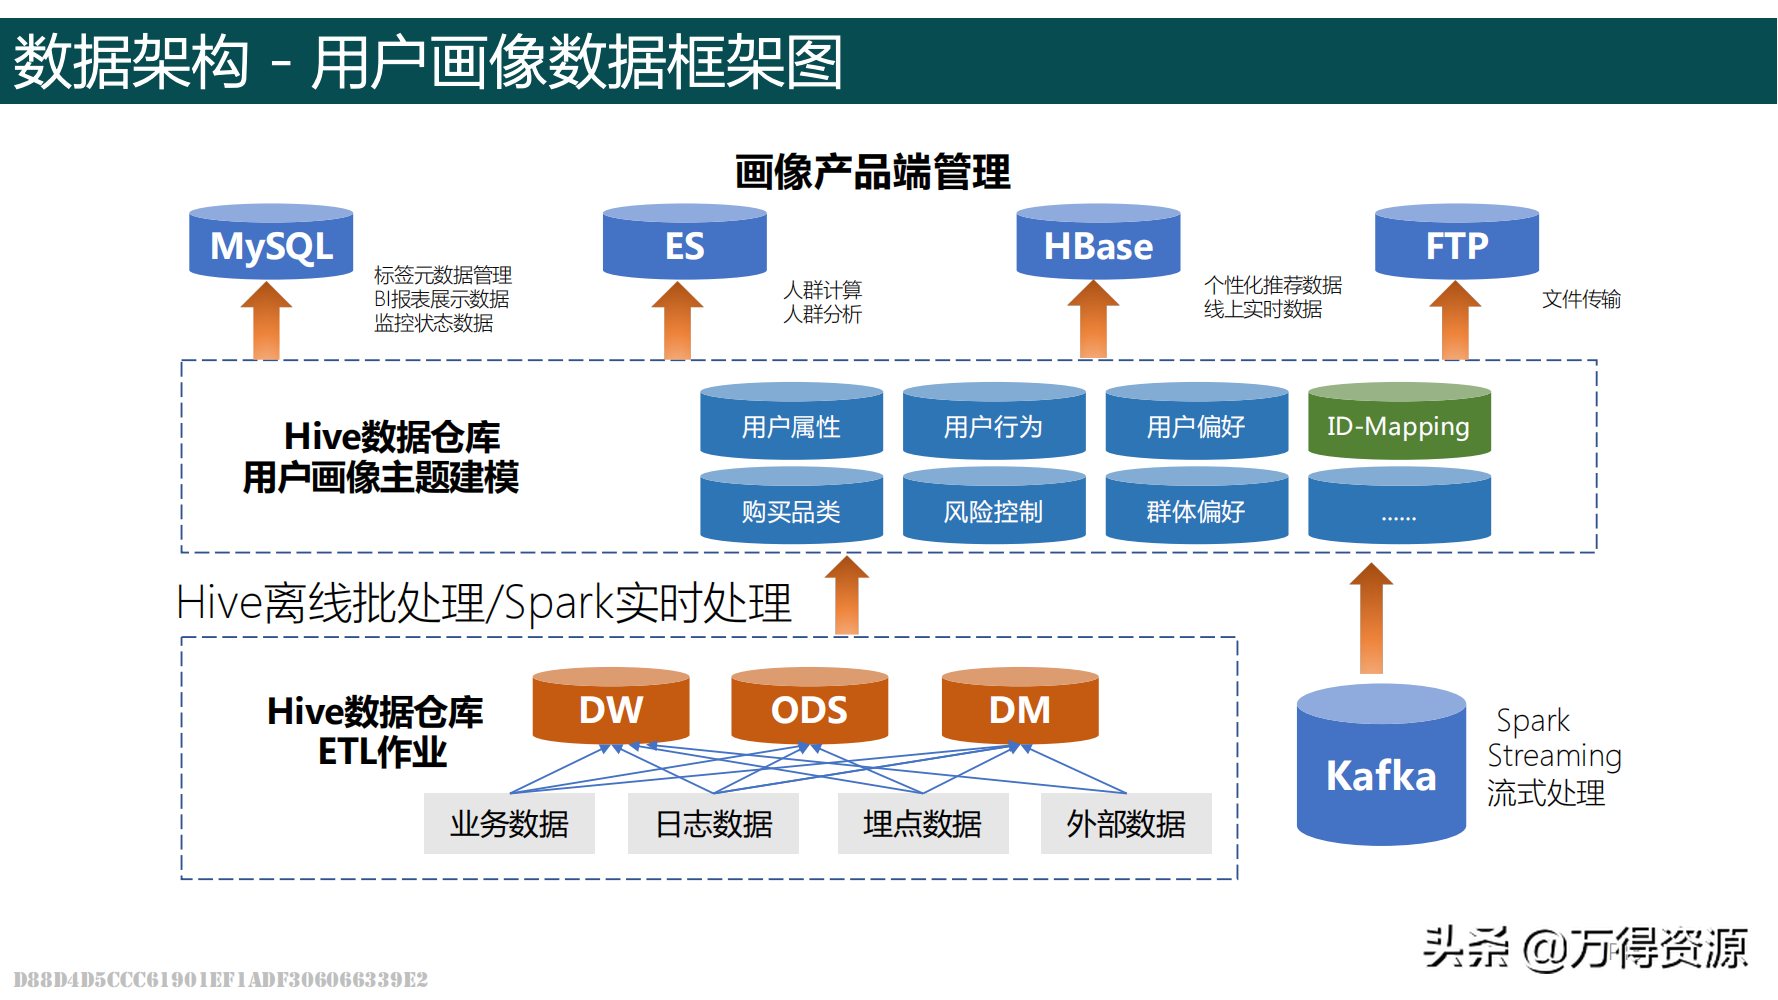 数据架构 - 用户画像数据框架图
画像产品端管理
MySQL
标签元数据管理
BI报表展示数据
监控状态数据
ES
人群计算
人群分析
HBase
个性化推荐数据
线上实时数据
FTP
文件传输
Hive数据仓库
用户画像主题建模
用户属性
用户行为
用户偏好
ID-Mapping
购买品类
风险控制
群体偏好
……
Hive离线批处理/Spark实时处理
Hive数据仓库
ETL作业
DW
ODS
DM
业务数据
日志数据
埋点数据
外部数据
Kafka
Spark
Streaming
流式处理
头条 @万得资源
D88D4D5CCC61901EF1ADF306066339E2